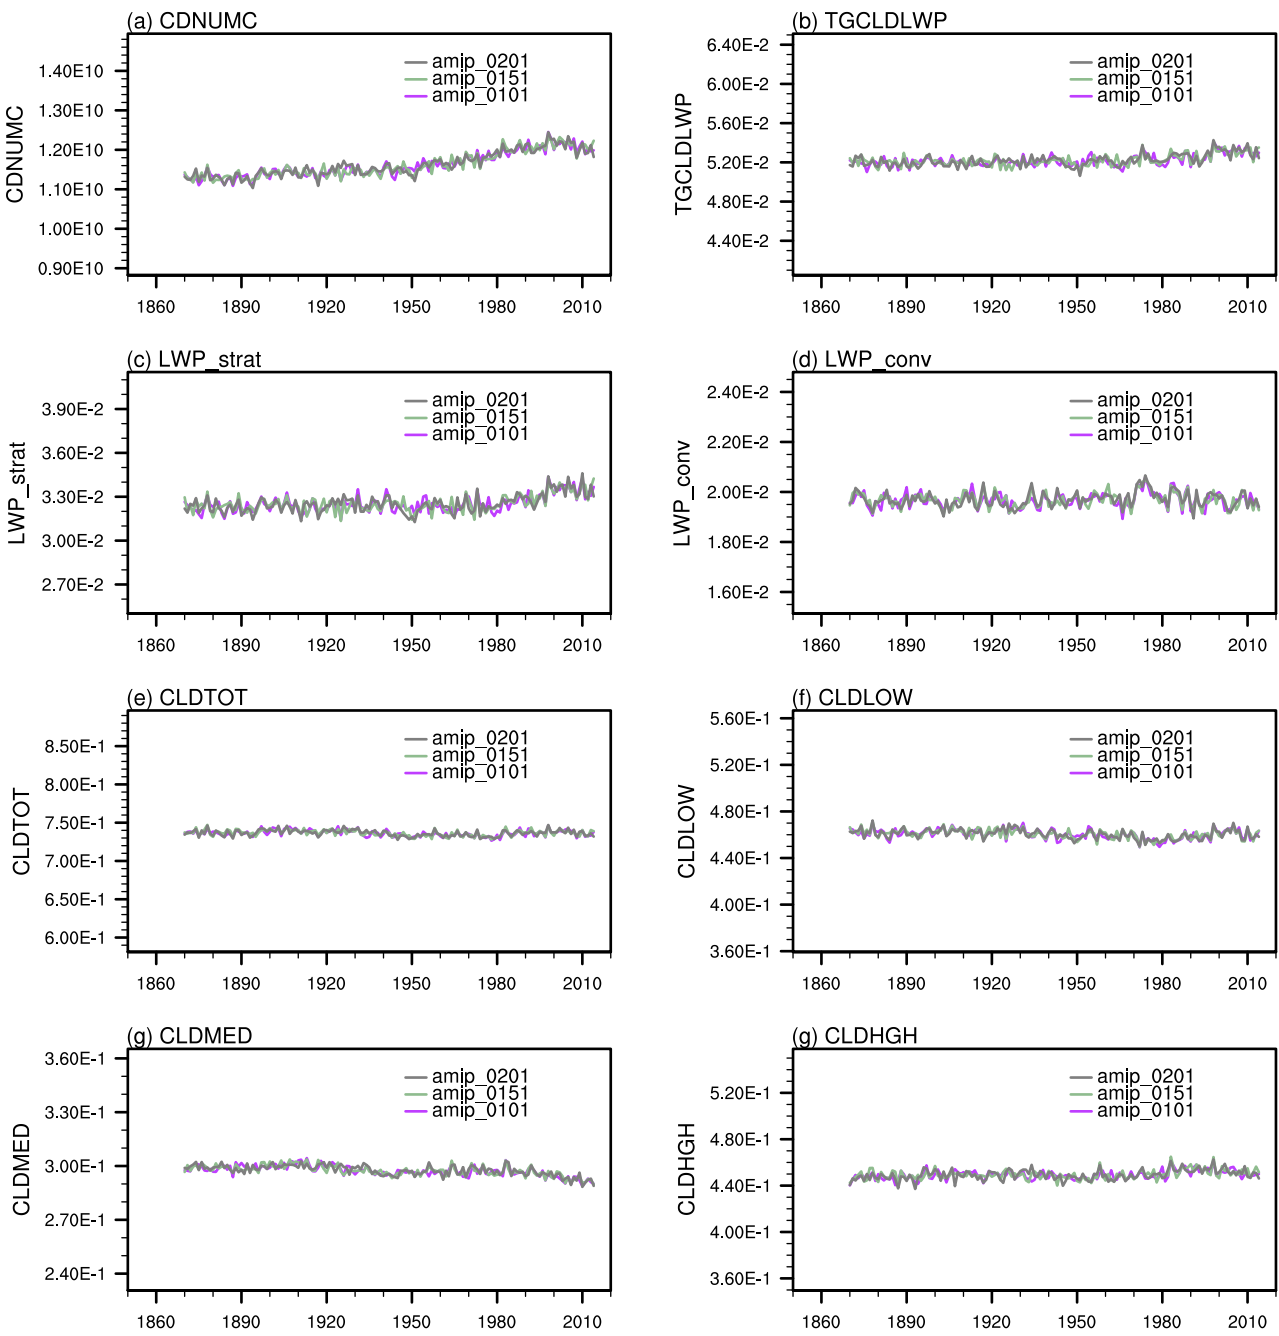 (a) CDNUMC
CDNUMC
1.40E10
1.30E10
1.20E10
1.10E10
1.00E10
0.90E10
amip_0201
amip_0151
amip_0101
1860 1890 1920 1950 1980 2010
(b) TGCLDLWP
TGCLDLWP
6.40E-2
6.00E-2
5.60E-2
5.20E-2
4.80E-2
4.40E-2
amip_0201
amip_0151
amip_0101
1860 1890 1920 1950 1980 2010
(c) LWP_strat
LWP_strat
3.90E-2
3.60E-2
3.30E-2
3.00E-2
2.70E-2
amip_0201
amip_0151
amip_0101
1860 1890 1920 1950 1980 2010
(d) LWP_conv
LWP_conv
2.40E-2
2.20E-2
2.00E-2
1.80E-2
1.60E-2
amip_0201
amip_0151
amip_0101
1860 1890 1920 1950 1980 2010
(e) CLDTOT
CLDTOT
8.50E-1
8.00E-1
7.50E-1
7.00E-1
6.50E-1
6.00E-1
amip_0201
amip_0151
amip_0101
1860 1890 1920 1950 1980 2010
(f) CLDLOW
CLDLOW
5.60E-1
5.20E-1
4.80E-1
4.40E-1
4.00E-1
3.60E-1
amip_0201
amip_0151
amip_0101
1860 1890 1920 1950 1980 2010
(g) CLDMED
CLDMED
3.60E-1
3.30E-1
3.00E-1
2.70E-1
2.40E-1
amip_0201
amip_0151
amip_0101
1860 1890 1920 1950 1980 2010
(g) CLDHGH
CLDHGH
5.20E-1
4.80E-1
4.40E-1
4.00E-1
3.60E-1
amip_0201
amip_0151
amip_0101
1860 1890 1920 1950 1980 2010